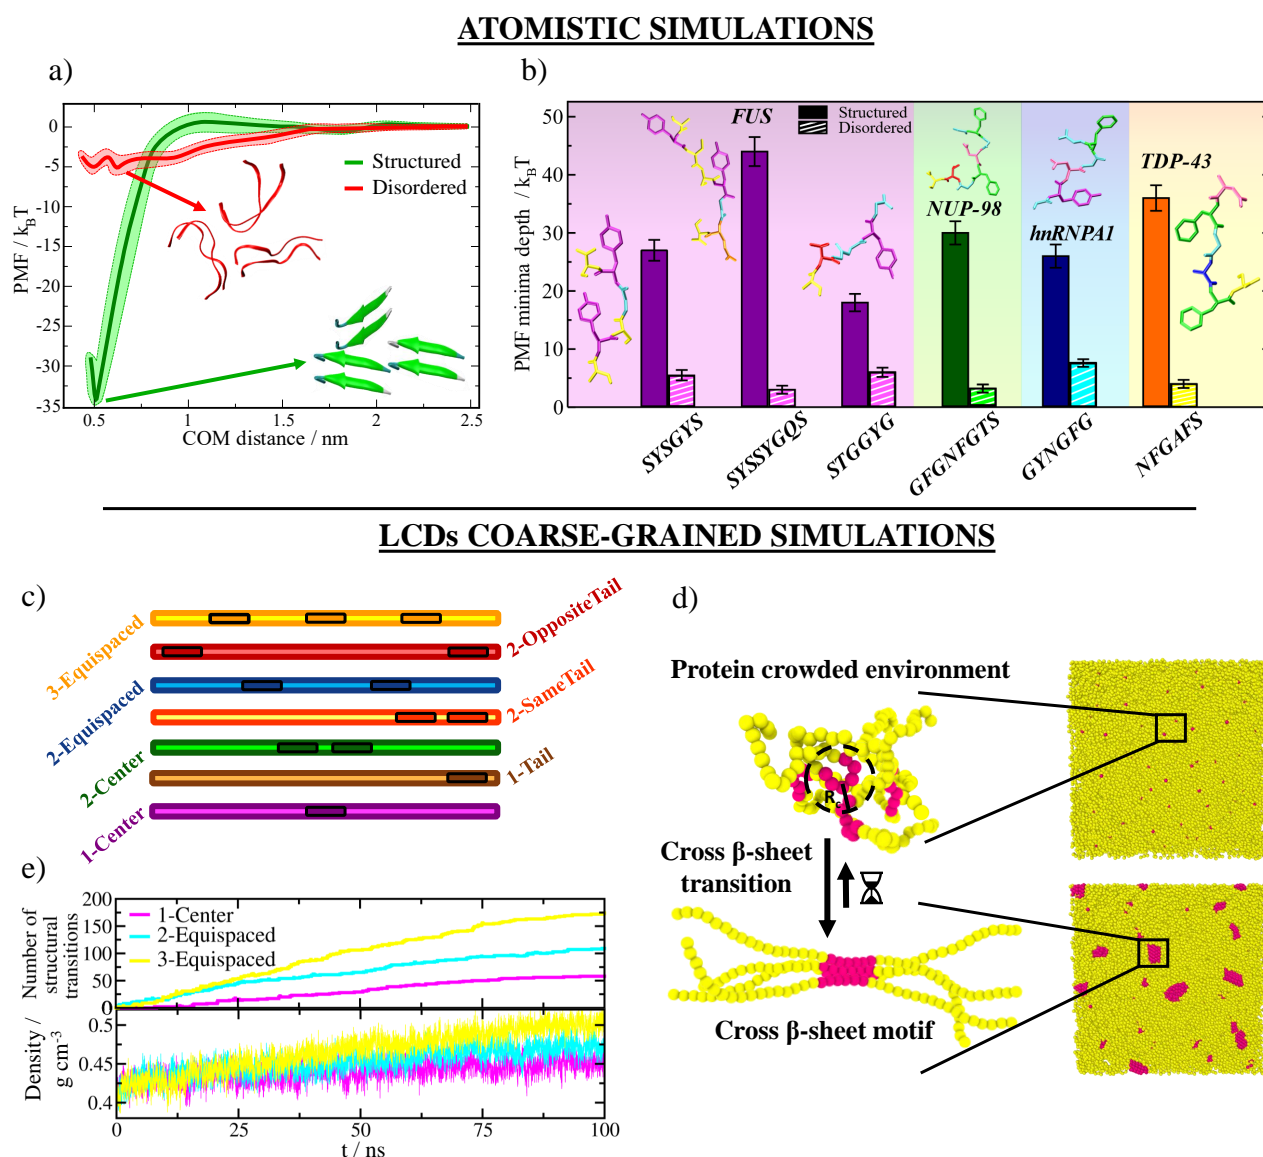 ATOMISTIC SIMULATIONS
a)
0
-5
-10
-15
-20
-25
-30
-35
PMF / kBT
0.5
1
1.5
2
2.5
COM distance / nm
Structured
Disordered
b)
50
40
30
20
10
0
PMF minima depth / kBT
FUS
Structured
Disordered
NUP-98
hnRNPA1
TDP-43
SYSGYS
SYSSYGQS
STGGYG
GFGNFGTS
GYNGFG
NFGAFS
LCDs COARSE-GRAINED SIMULATIONS
c)
3-Equispaced
2-OppositeTail
2-Equispaced
2-SameTail
2-Center
1-Tail
1-Center
d)
Protein crowded environment
Rc
Cross β-sheet
transition
Cross β-sheet motif
e)
200
150
100
50
0
Number of
structural
transitions
1-Center
2-Equispaced
3-Equispaced
0.5
0.45
0.4
Density /
g cm-3
0
25
50
75
100
t / ns